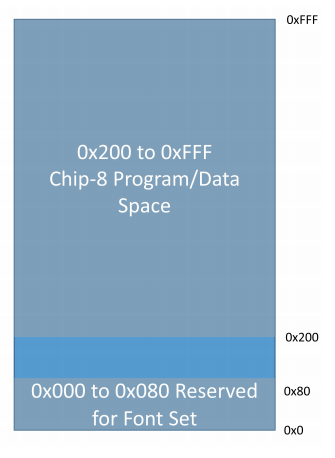 0xFFF
0x200 to 0xFFF
Chip-8 Program/Data
Space
0x200
0x80
0x000 to 0x080 Reserved
for Font Set
0x0